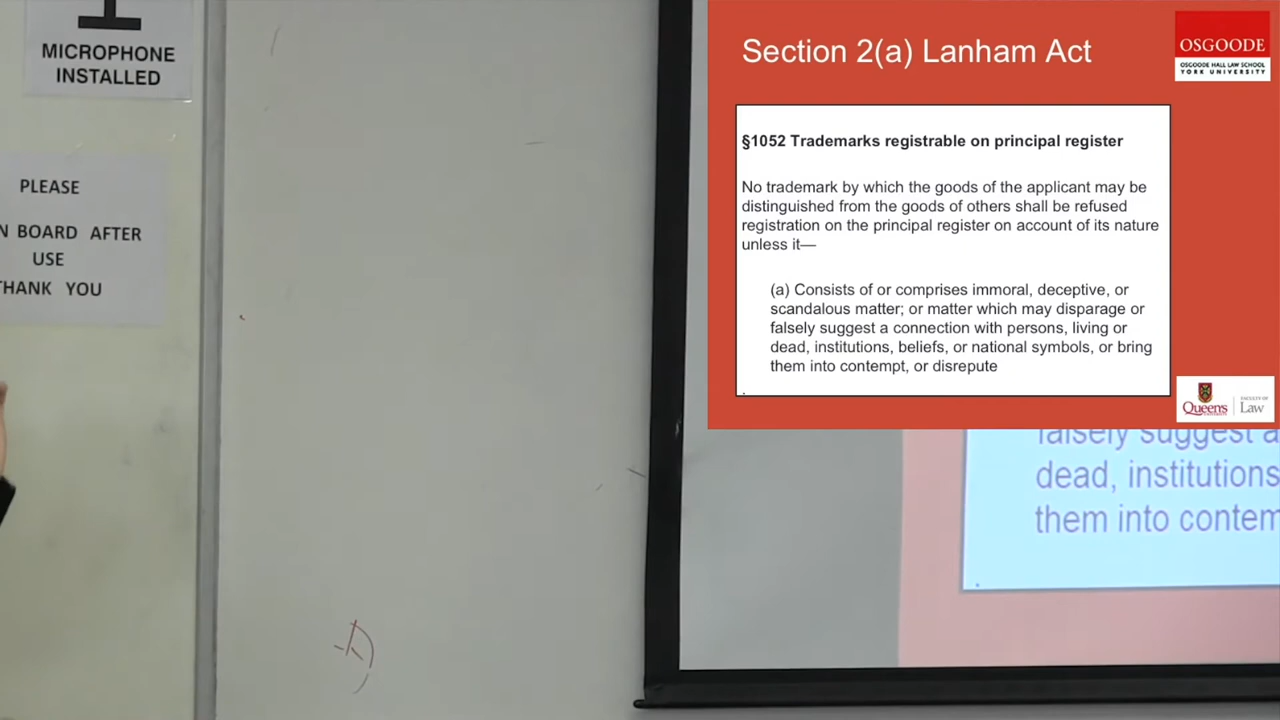 MICROPHONE
INSTALLED
PLEASE
BOARD AFTER
USE
YOU
Section 2(a) Lanham Act
OSGOODE
OSGOODE HALL LAW SCHOOL
YORK UNIVERSITY
§1052 Trademarks registrable on principal register
No trademark by which the goods of the applicant may be
distinguished from the goods of others shall be refused
registration on the principal register on account of its nature
unless it—
(a) Consists of or comprises immoral, deceptive, or
scandalous matter; or matter which may disparage or
falsely suggest a connection with persons, living or
dead, institutions, beliefs, or national symbols, or bring
them into contempt, or disrepute
Queen's
UNIVERSITY
FACULTY OF
Law
falsely suggest a
dead, institutions
them into contem